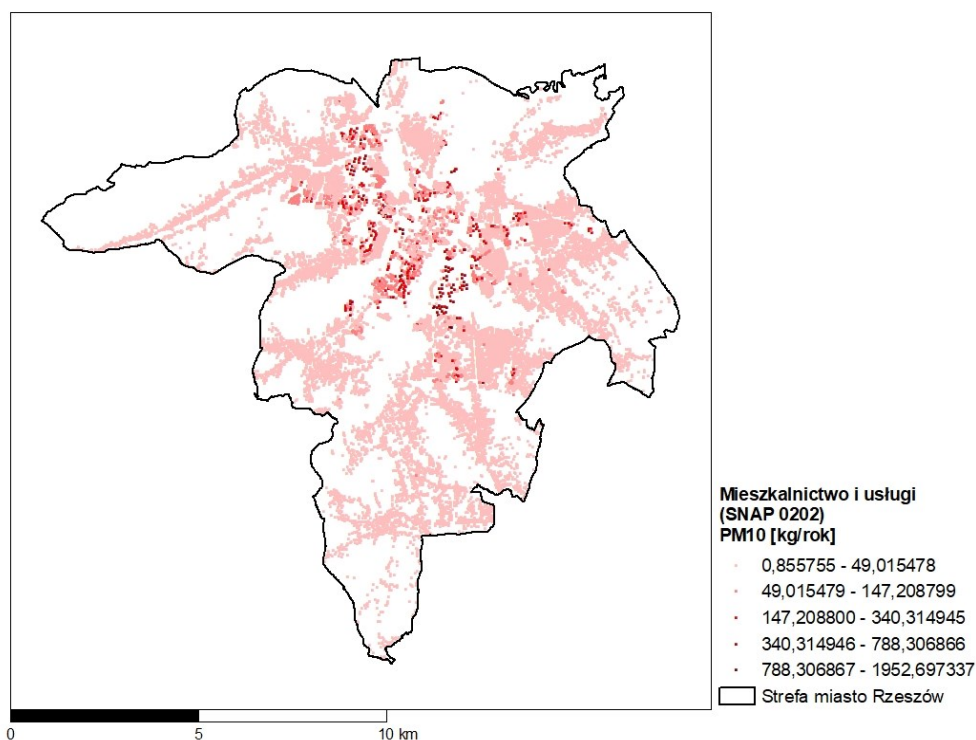 Mieszkalnictwo i usługi
(SNAP 0202)
PM10 [kg/rok]
0,855755 - 49,015478
49,015479 - 147,208799
147,208800 - 340,314945
340,314946 - 788,306866
788,306867 - 1952,697337
Strefa miasto Rzeszów
0 5 10 km